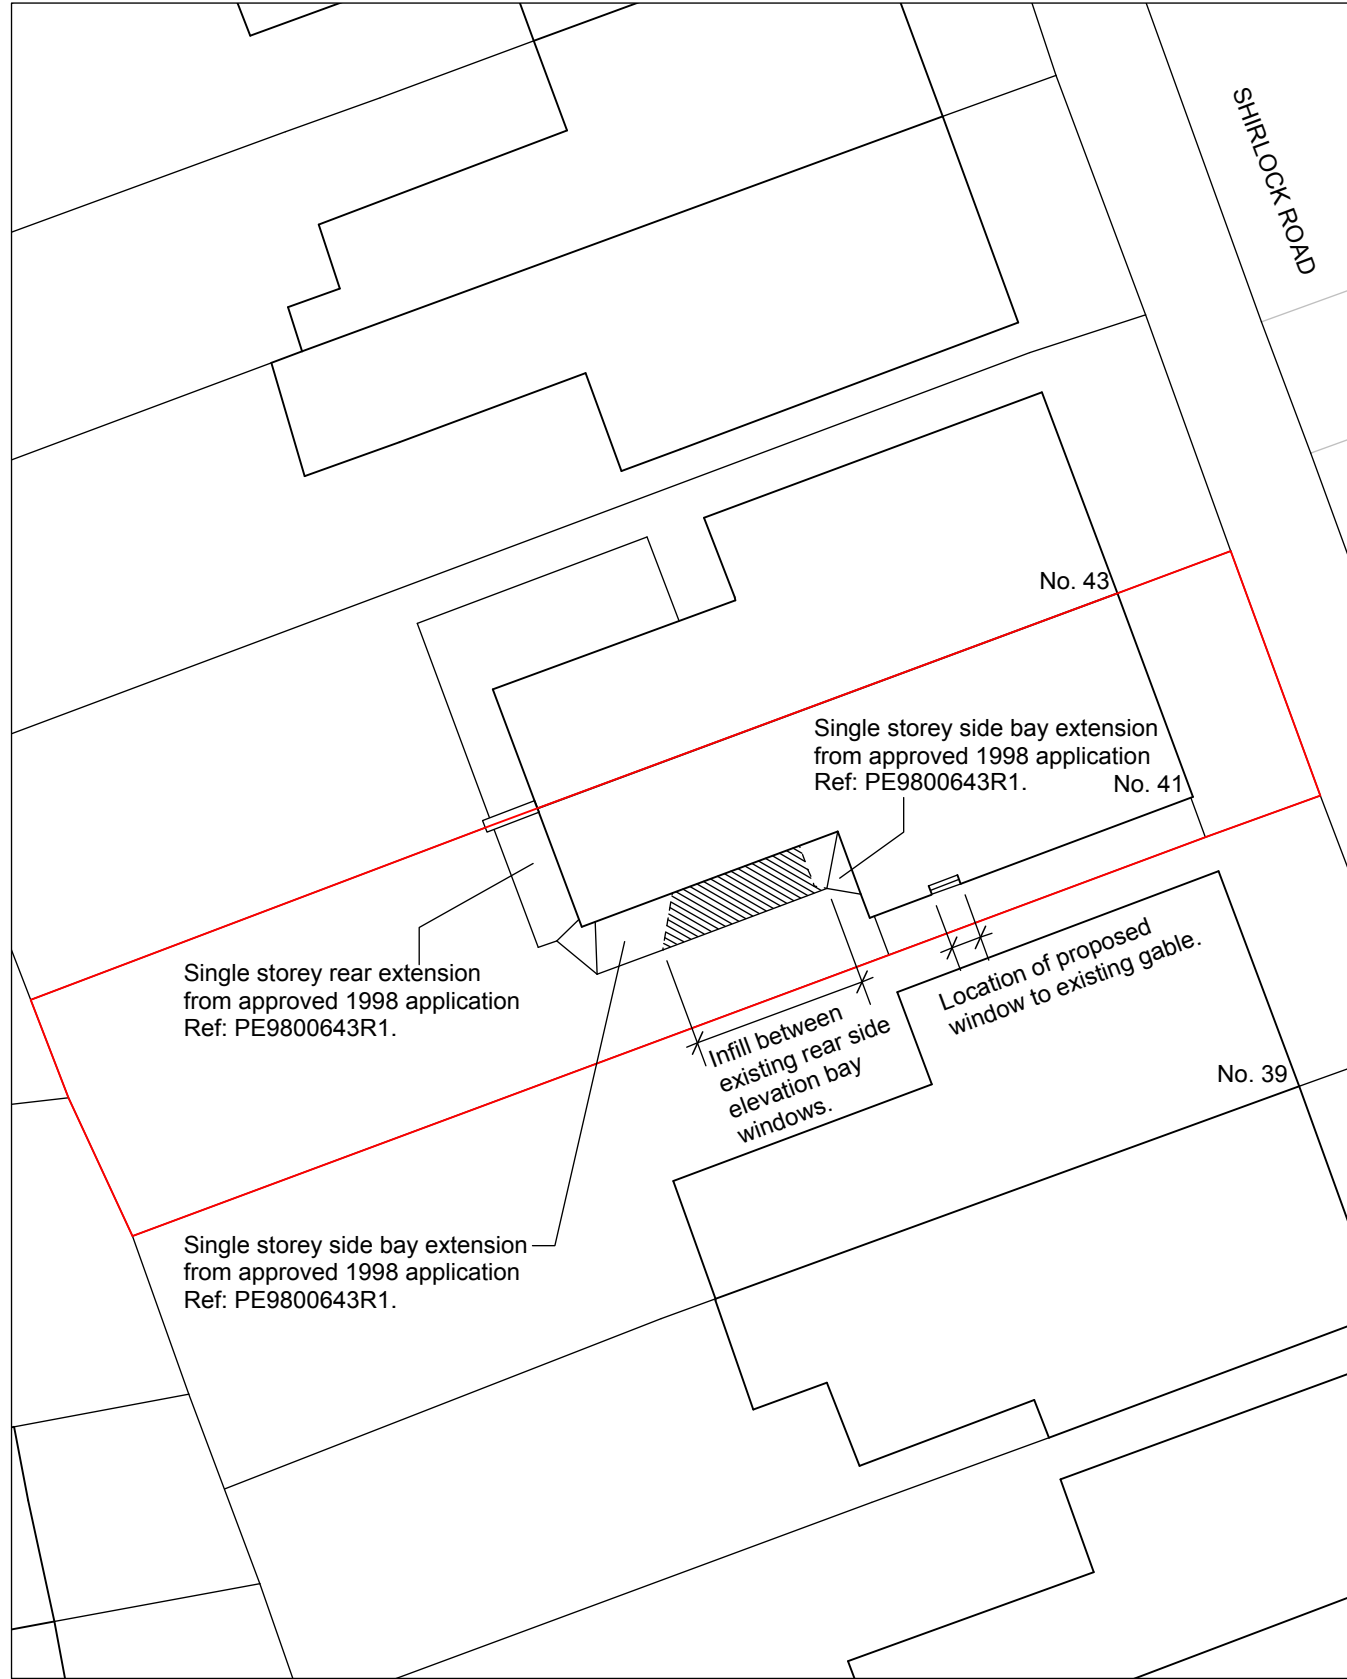 SHIRLOCK ROAD
No. 43
Single storey side bay extension
from approved 1998 application
Ref: PE9800643R1.
No. 41
Single storey rear extension
from approved 1998 application
Ref: PE9800643R1.
Location of proposed
window to existing gable.
Infill between
existing rear side
elevation bay
windows.
No. 39
Single storey side bay extension
from approved 1998 application
Ref: PE9800643R1.